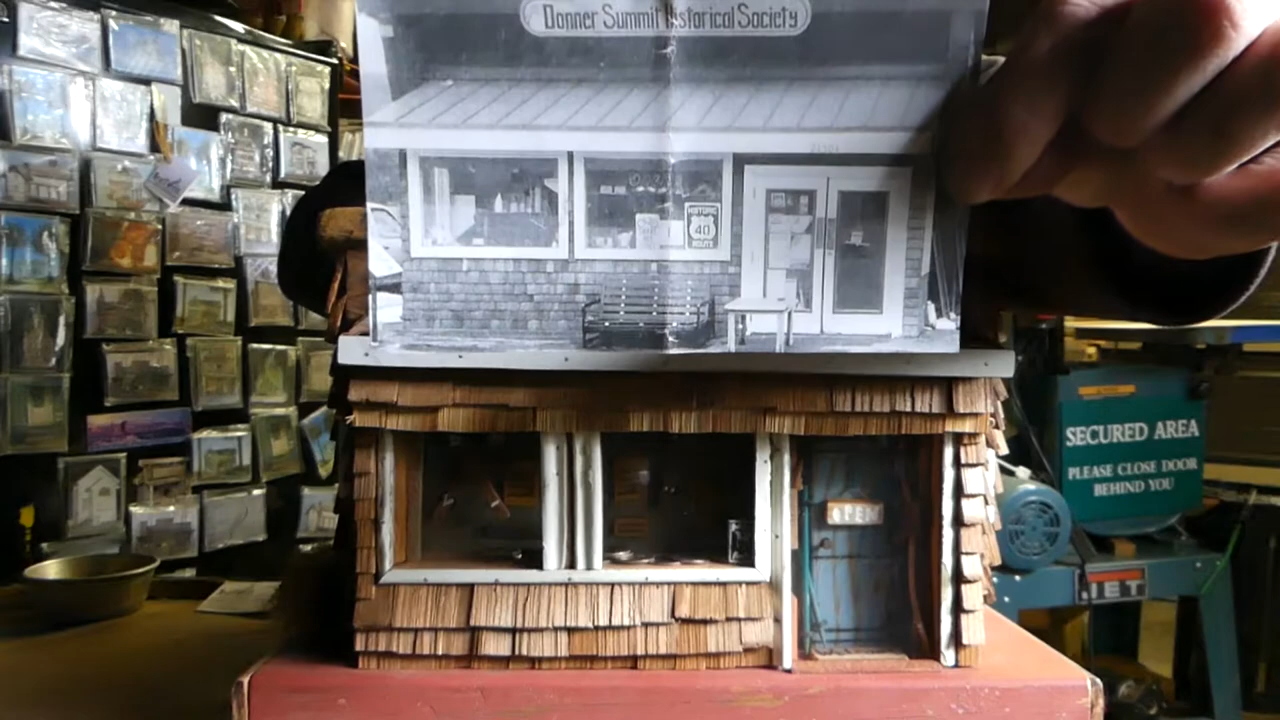 Donner Summit Historical Society
HISTORIC
40
ROUTE
OPEN
SECURED AREA
PLEASE CLOSE DOOR
BEHIND YOU
JET